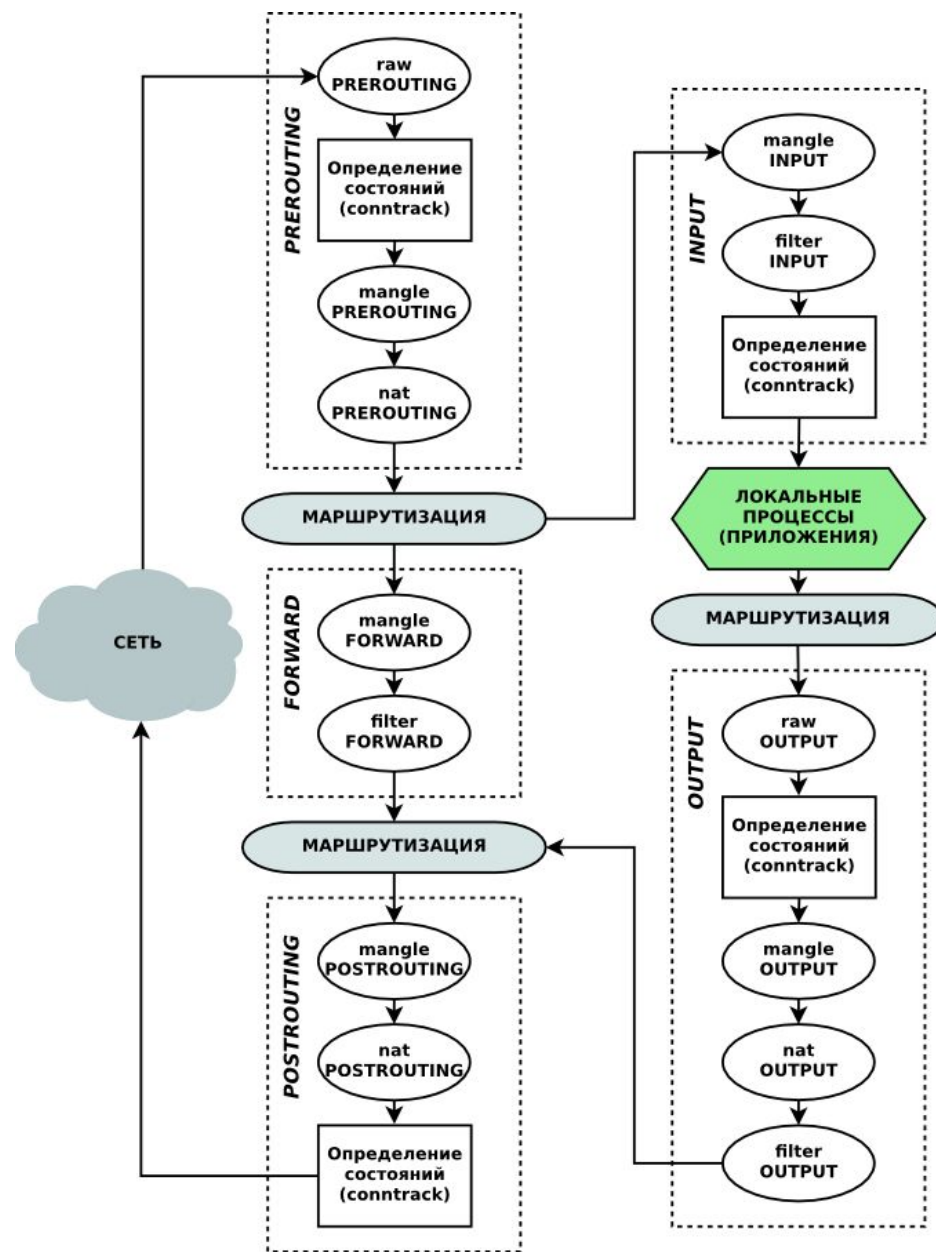 raw
PREROUTING
Определение
состояний
(conntrack)
mangle
PREROUTING
nat
PREROUTING
PREROUTING
МАРШРУТИЗАЦИЯ
mangle
INPUT
filter
INPUT
Определение
состояний
(conntrack)
INPUT
ЛОКАЛЬНЫЕ
ПРОЦЕССЫ
(ПРИЛОЖЕНИЯ)
МАРШРУТИЗАЦИЯ
СЕТЬ
mangle
FORWARD
filter
FORWARD
FORWARD
МАРШРУТИЗАЦИЯ
raw
OUTPUT
Определение
состояний
(conntrack)
mangle
OUTPUT
nat
OUTPUT
filter
OUTPUT
OUTPUT
mangle
POSTROUTING
nat
POSTROUTING
Определение
состояний
(conntrack)
POSTROUTING